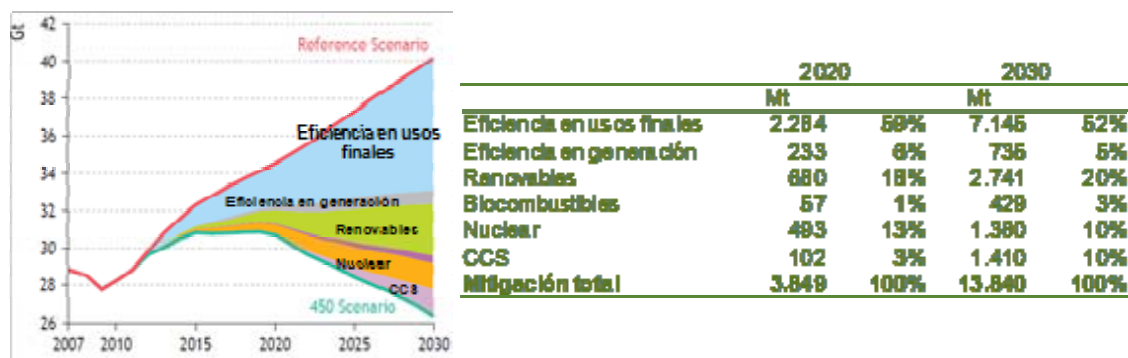 Gt
42
40
38
36
34
32
30
28
26
2007 2010 2015 2020 2025 2030
Reference Scenario
Eficiencia en usos
finales
Eficiencia en generación
Renovables
Nuclear
CCS
450 Scenario
2020 2030
Mt Mt
Eficiencia en usos finales 2.284 59% 7.145 52%
Eficiencia en generación 233 6% 735 5%
Renovables 680 18% 2.741 20%
Biocombustibles 57 1% 429 3%
Nuclear 493 13% 1.380 10%
CCS 102 3% 1.410 10%
Mitigación total 3.849 100% 13.840 100%